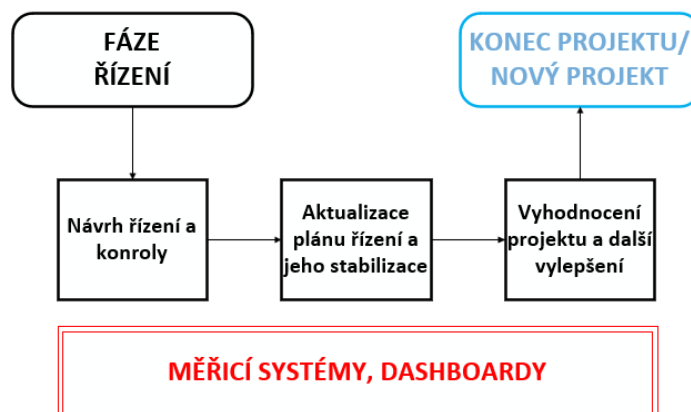 FÁZE
ŘÍZENÍ
KONEC PROJEKTU/
NOVÝ PROJEKT
Návrh řízení a
konroly
Aktualizace
plánu řízení a
jeho stabilizace
Vyhodnocení
projektu a další
vylepšení
MĚŘICÍ SYSTÉMY, DASHBOARDY